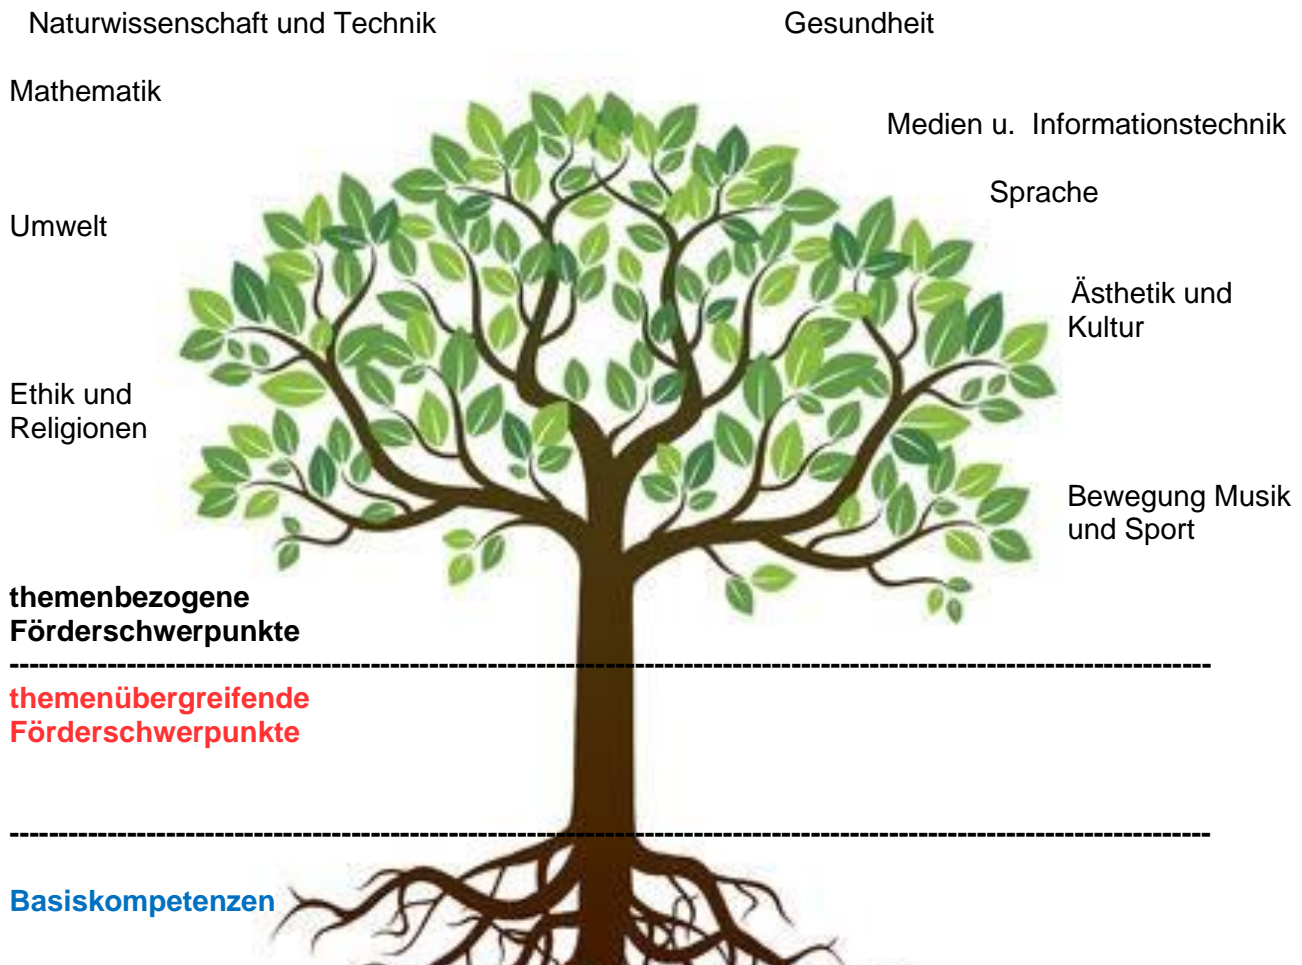 Naturwissenschaft und Technik
Gesundheit
Mathematik
Medien u. Informationstechnik
Sprache
Umwelt
Ästhetik und
Kultur
Ethik und
Religionen
Bewegung Musik
und Sport
themenbezogene
Förderschwerpunkte
themenübergreifende
Förderschwerpunkte
Basiskompetenzen